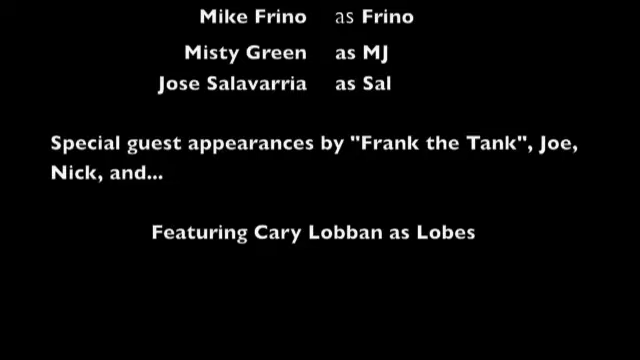 Mike Frino as Frino
Misty Green as MJ
Jose Salavarria as Sal
Special guest appearances by "Frank the Tank", Joe,
Nick, and...
Featuring Cary Lobban as Lobes